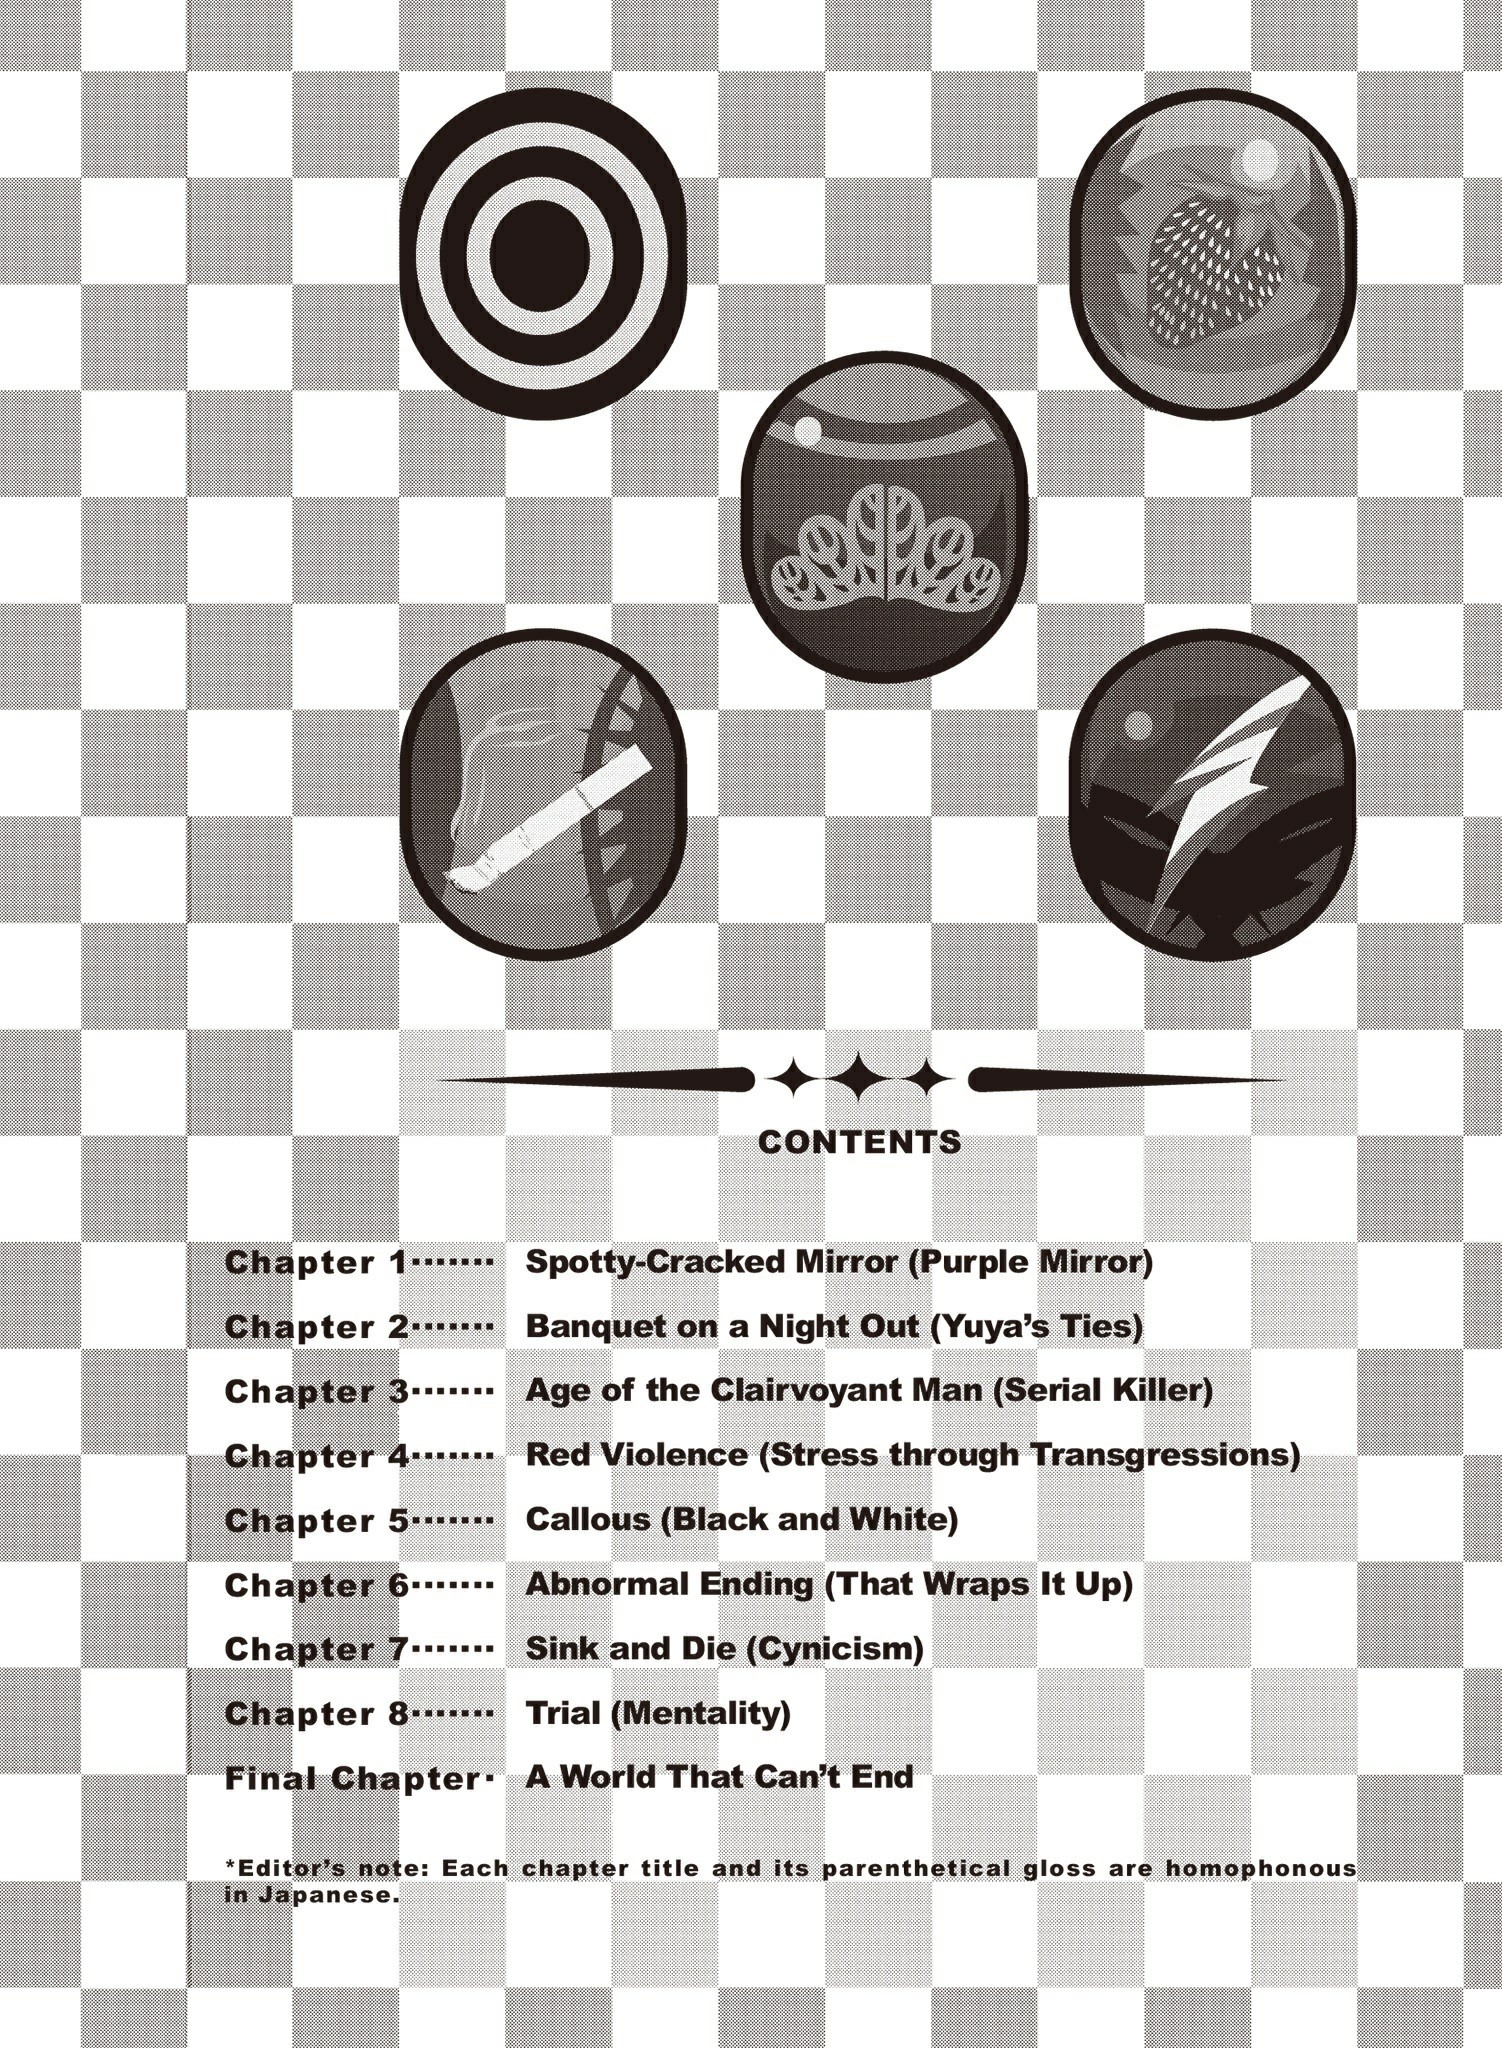 CONTENTS
Chapter 1······· Spotty-Cracked Mirror (Purple Mirror)
Chapter 2······· Banquet on a Night Out (Yuya’s Ties)
Chapter 3······· Age of the Clairvoyant Man (Serial Killer)
Chapter 4······· Red Violence (Stress through Transgressions)
Chapter 5······· Callous (Black and White)
Chapter 6······· Abnormal Ending (That Wraps It Up)
Chapter 7······· Sink and Die (Cynicism)
Chapter 8······· Trial (Mentality)
Final Chapter· A World That Can’t End
*Editor’s note: Each chapter title and its parenthetical gloss are homophonous
in Japanese.